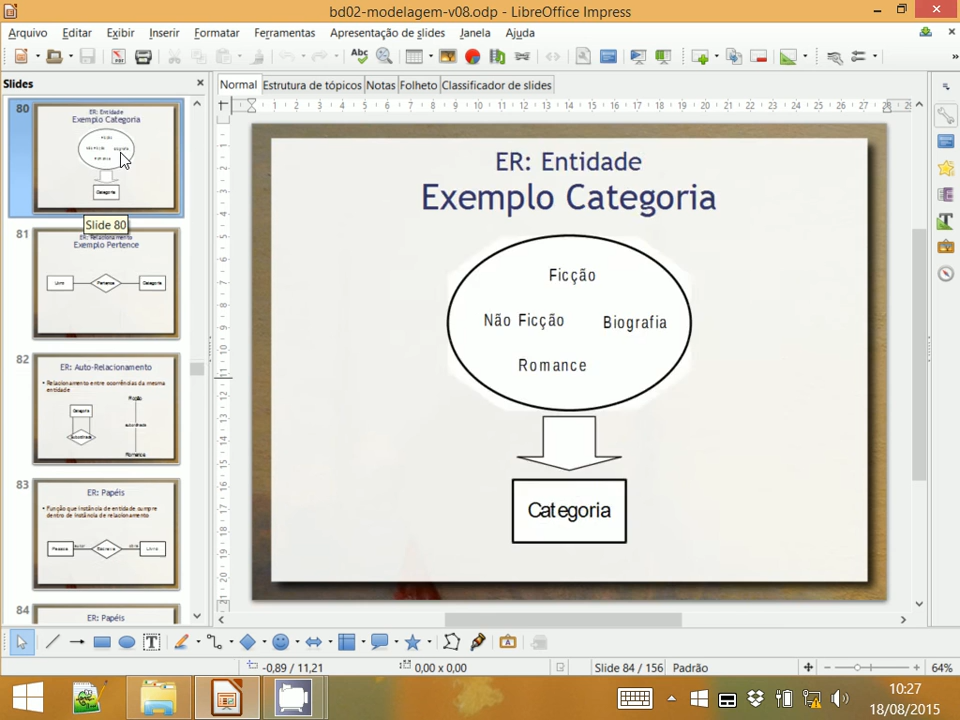 bd02-modelagem-v08.odp - LibreOffice Impress
Arquivo Editar Exibir Inserir Formatar Ferramentas Apresentação de slides Janela Ajuda
Slides
Normal Estrutura de tópicos Notas Folheto Classificador de slides
80
ER: Entidade
Exemplo Categoria
Categoria
Slide 80
81
ER: Relacionamento
Exemplo Pertence
Livro Pertence Categoria
82
ER: Auto-Relacionamento
• Relacionamento entre ocorrências da mesma
entidade
Categoria
Ficção
Romance
83
ER: Papéis
• Função que instância de entidade cumpre
dentro de instância de relacionamento
Pessoa Escreve Livro
84
ER: Papéis
ER: Entidade
Exemplo Categoria
Ficção
Não Ficção
Biografia
Romance
Categoria
-0,89 / 11,21
0,00 x 0,00
Slide 84 / 156
Padrão
64%
10:27
18/08/2015